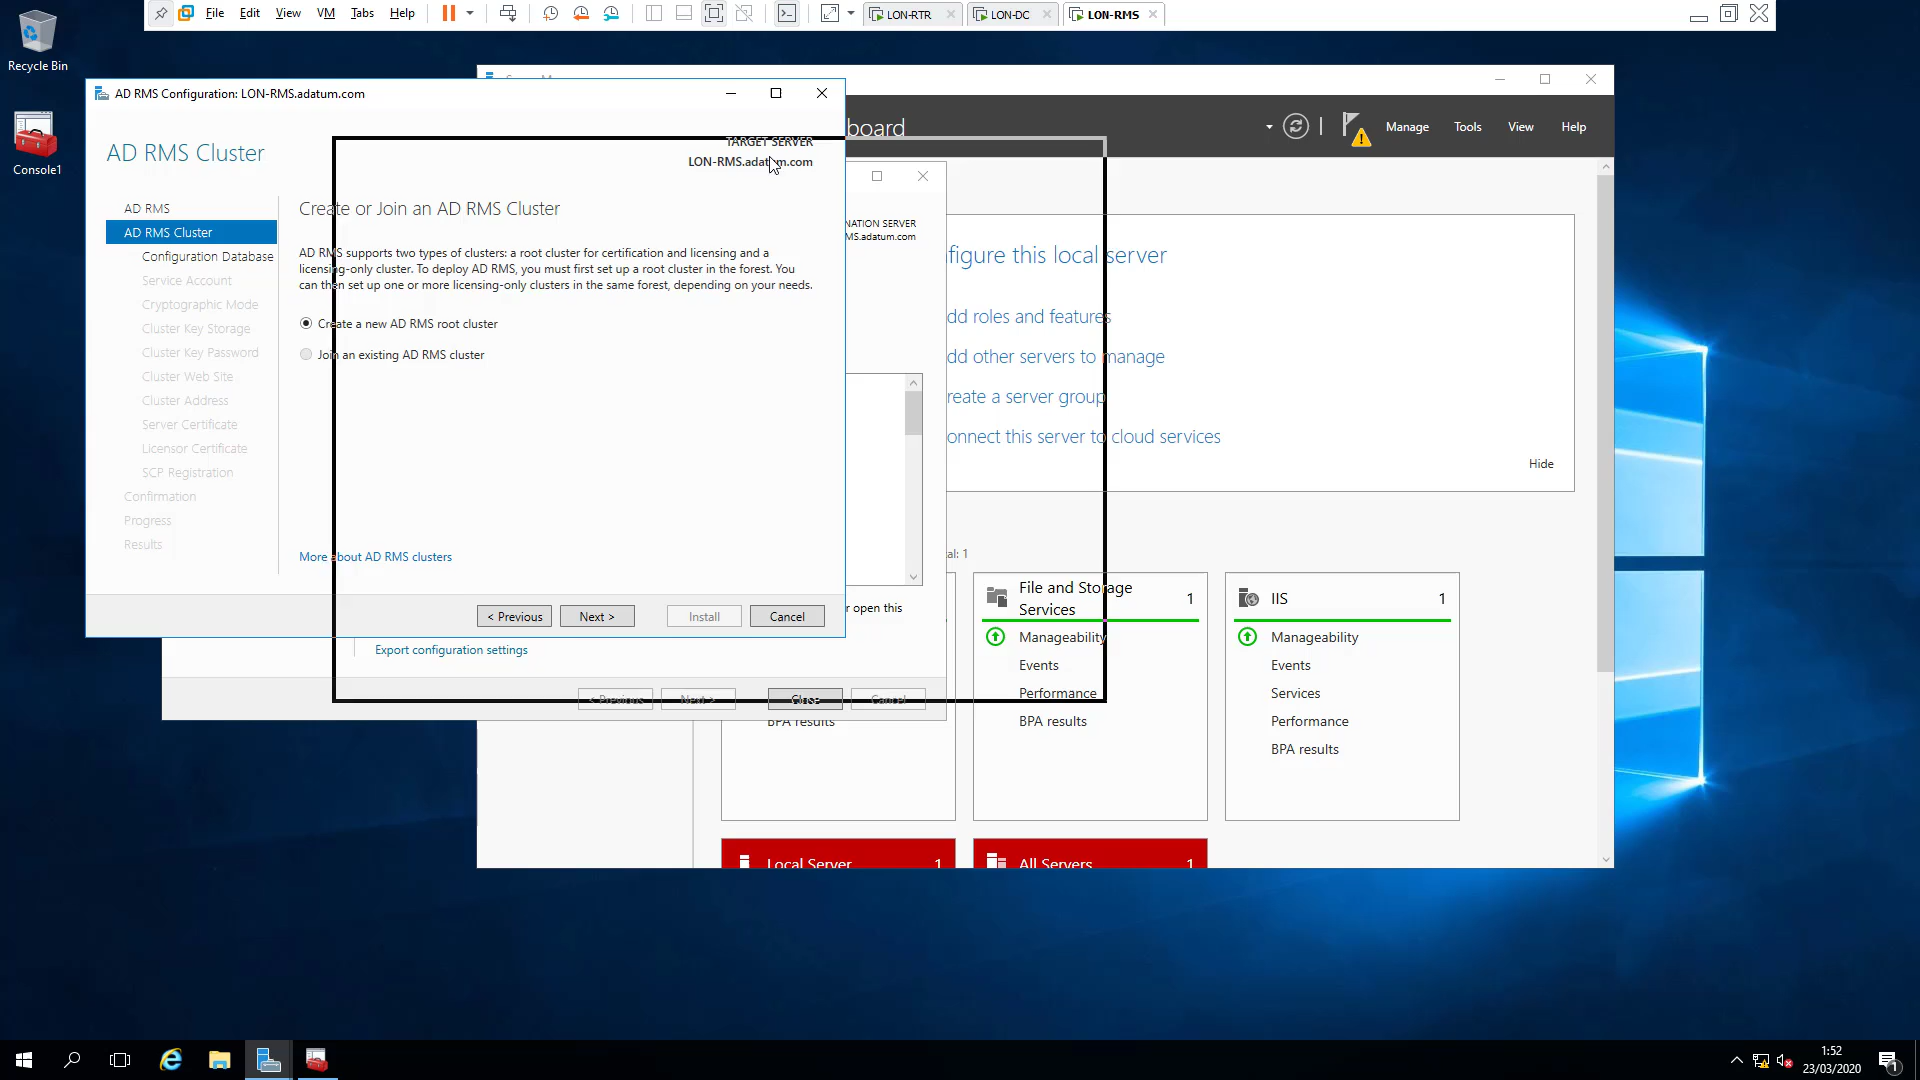 File Edit View VM Tabs Help
LON-RTR
LON-DC
LON-RMS
Recycle Bin
Console1
AD RMS Configuration: LON-RMS.adatum.com
AD RMS Cluster
TARGET SERVER
LON-RMS.adatum.com
AD RMS
AD RMS Cluster
Configuration Database
Service Account
Cryptographic Mode
Cluster Key Storage
Cluster Key Password
Cluster Web Site
Cluster Address
Server Certificate
Licensor Certificate
SCP Registration
Confirmation
Progress
Results
Create or Join an AD RMS Cluster
AD RMS supports two types of clusters: a root cluster for certification and licensing and a
licensing-only cluster. To deploy AD RMS, you must first set up a root cluster in the forest. You
can then set up one or more licensing-only clusters in the same forest, depending on your needs.
Create a new AD RMS root cluster
Join an existing AD RMS cluster
More about AD RMS clusters
< Previous
Next >
Install
Cancel
board
Manage
Tools
View
Help
NATION SERVER
MS.adatum.com
r open this
Export configuration settings
< Previous
Next >
Close
Cancel
figure this local server
dd roles and features
dd other servers to manage
reate a server group
onnect this server to cloud services
Hide
al: 1
BPA results
File and Storage
Services
1
Manageability
Events
Performance
BPA results
IIS
1
Manageability
Events
Services
Performance
BPA results
Local Server
1
All Servers
1
1:52
23/03/2020
1